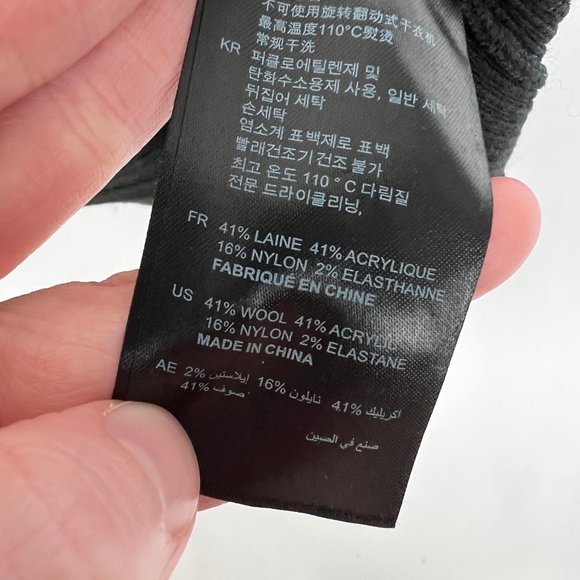 不可使用旋转翻动式干衣机
最高温度110°C熨烫
常规干洗
KR 퍼클로에틸렌제 및
탄화수소용제 사용, 일반 세탁
뒤집어 세탁
손세탁
염소계 표백제로 표백
빨래건조기 건조 불가
최고 온도 110 ° C 다림질
전문 드라이클리닝,
FR 41% LAINE 41% ACRYLIQUE
16% NYLON 2% ELASTHANNE
FABRIQUÉ EN CHINE
US 41% WOOL 41% ACRYLIC
16% NYLON 2% ELASTANE
MADE IN CHINA
AE اكريليك %41 نايلون %16 إيلاستين %2
صوف %41
صنع في الصين